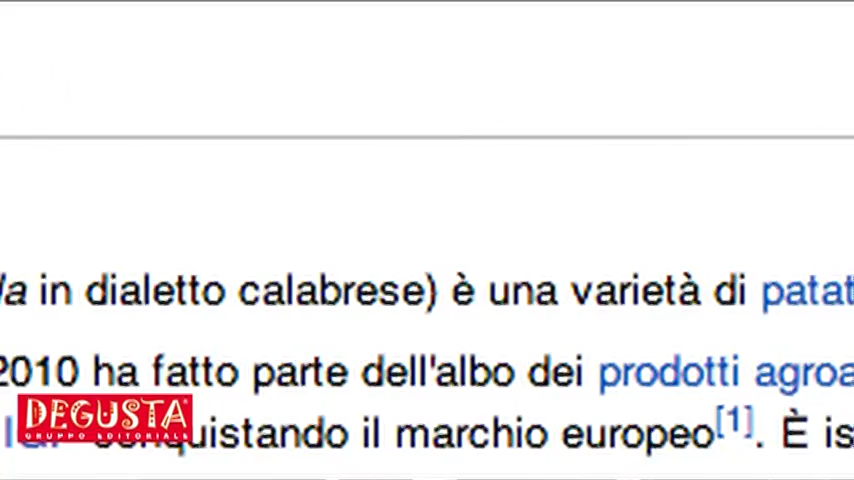 la in dialetto calabrese) è una varietà di patat
2010 ha fatto parte dell'albo dei prodotti agroa
conquistando il marchio europeo[1]. È is
DEGUSTA
GRUPPO EDITORIALE